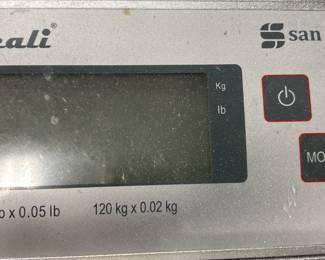 cali®
san
Kg
lb
MO
b x 0.05 lb
120 kg x 0.02 kg